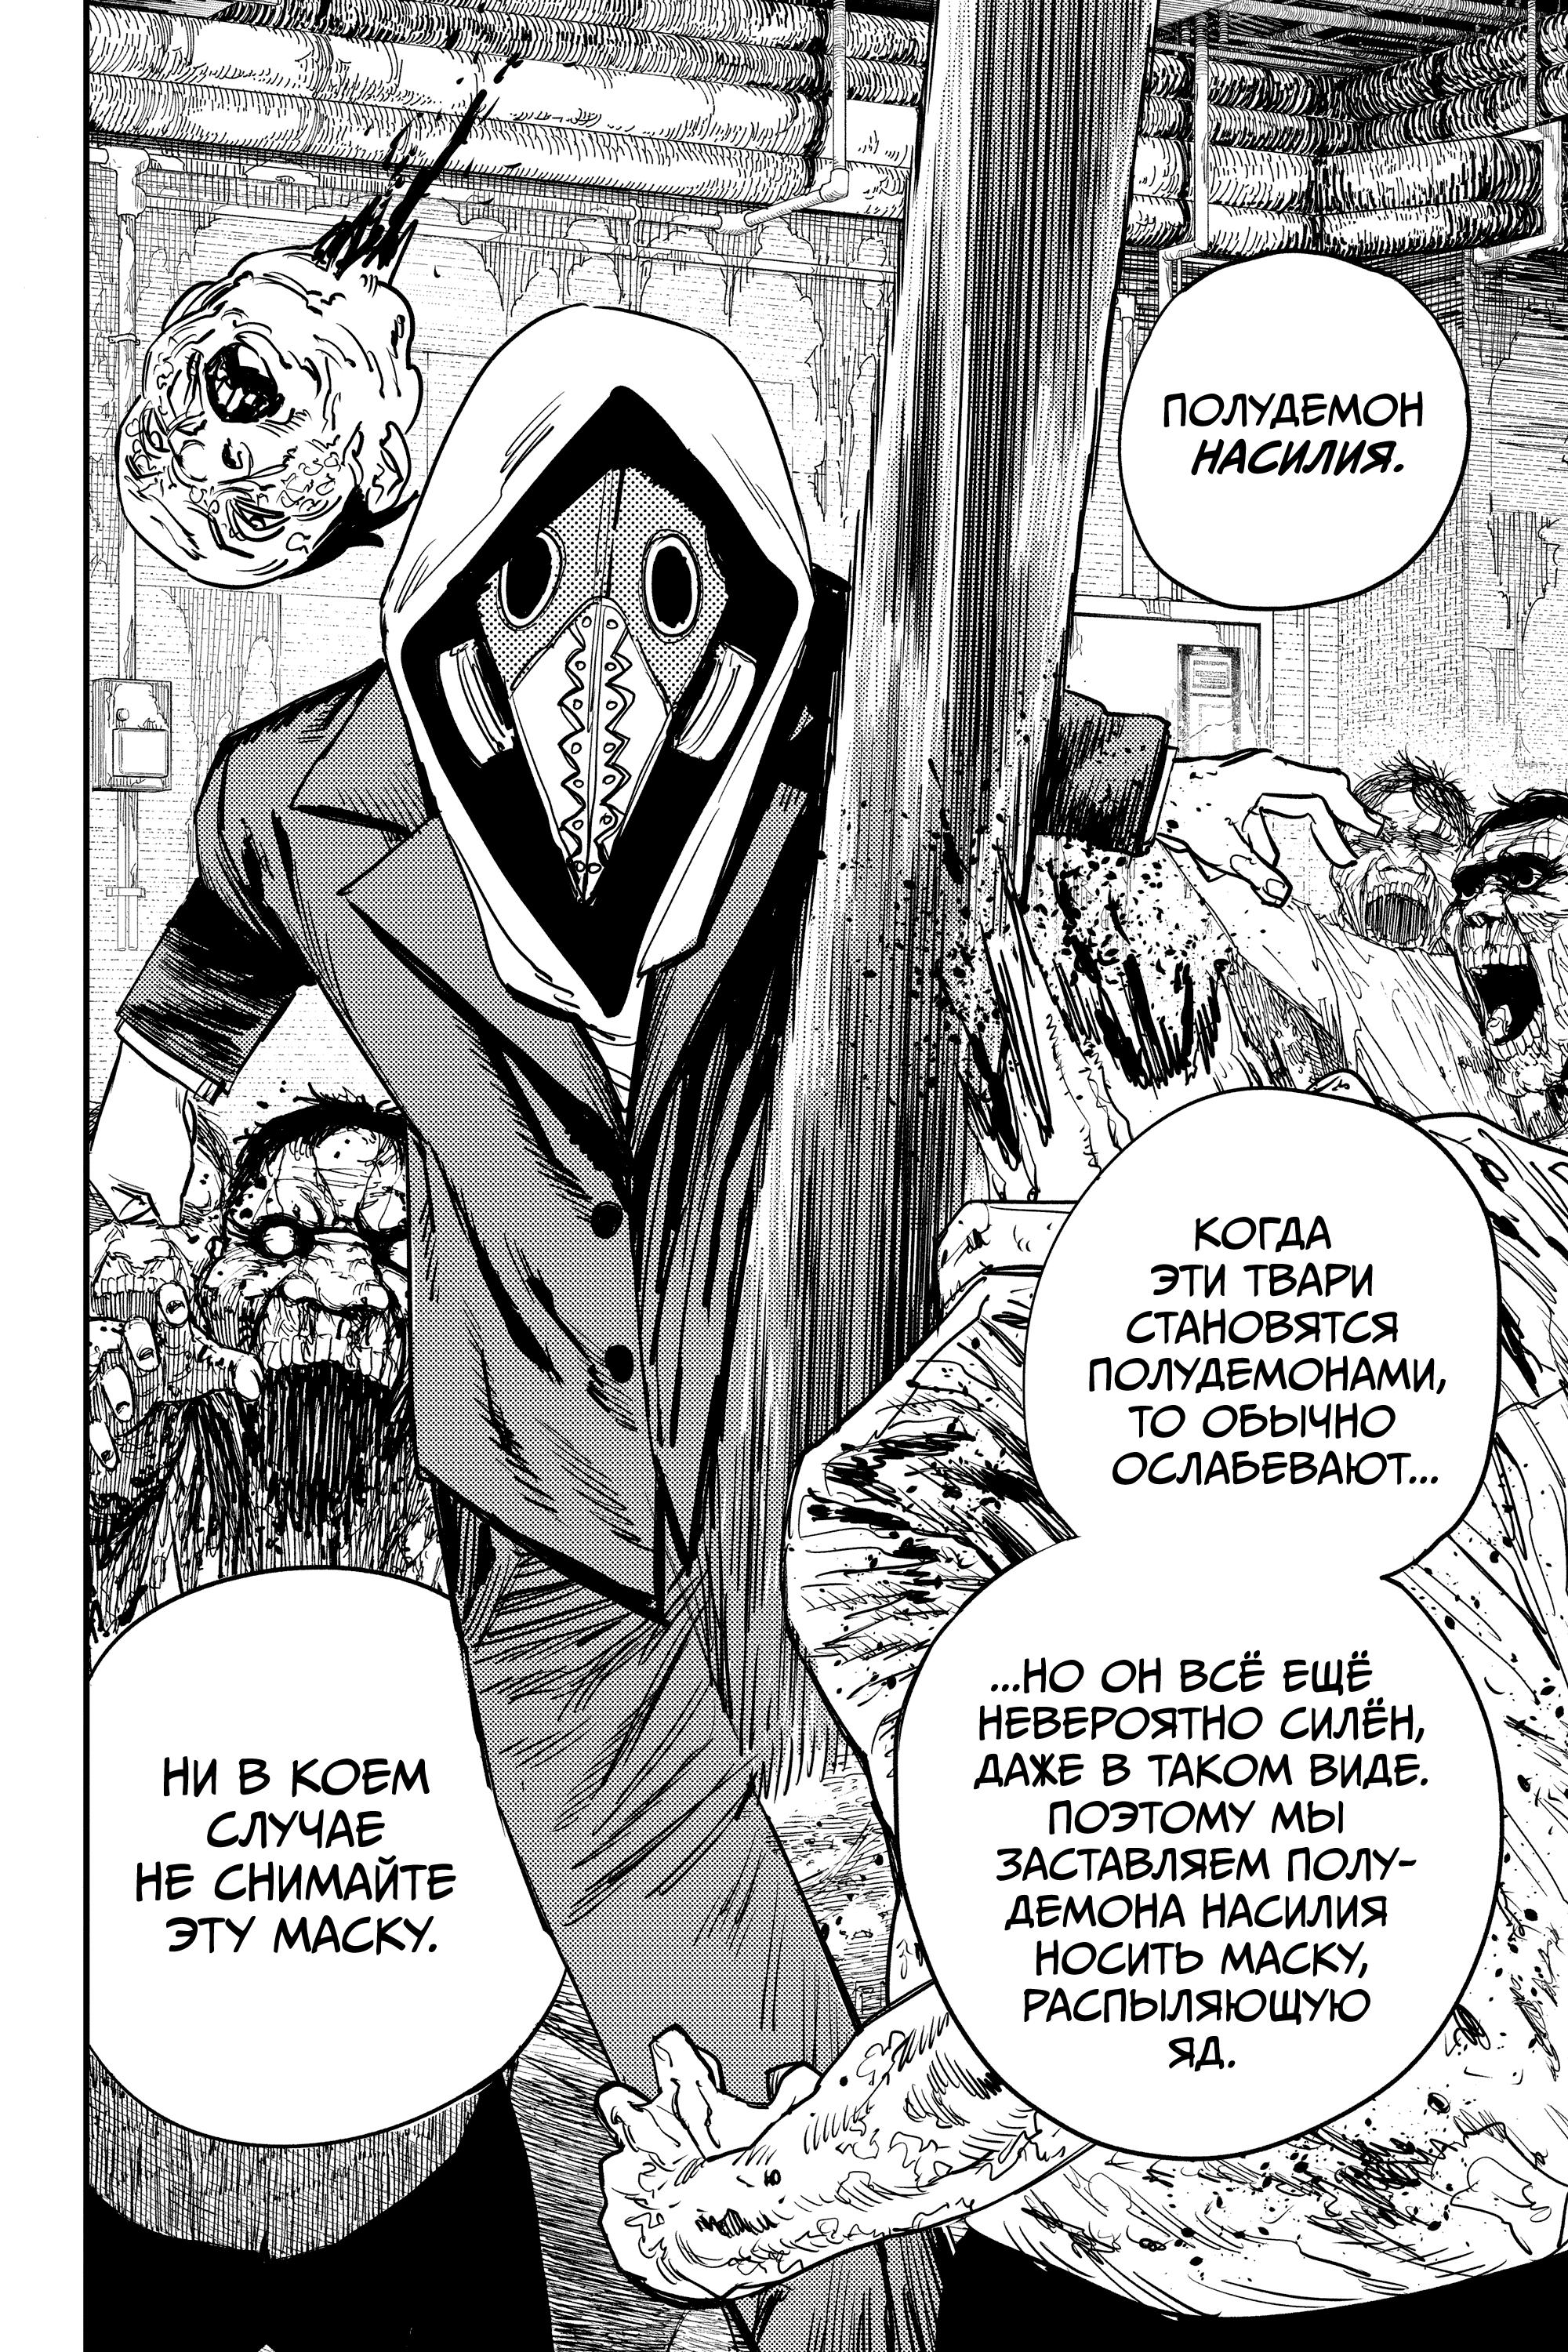 ПОЛУДЕМОН
НАСИЛИЯ.
КОГДА
ЭТИ ТВАРИ
СТАНОВЯТСЯ
ПОЛУДЕМОНАМИ,
ТО ОБЫЧНО
ОСЛАБЕВАЮТ...
...НО ОН ВСЁ ЕЩЁ
НЕВЕРОЯТНО СИЛЁН,
ДАЖЕ В ТАКОМ ВИДЕ.
ПОЭТОМУ МЫ
ЗАСТАВЛЯЕМ ПОЛУ-
ДЕМОНА НАСИЛИЯ
НОСИТЬ МАСКУ,
РАСПЫЛЯЮЩУЮ
ЯД.
НИ В КОЕМ
СЛУЧАЕ
НЕ СНИМАЙТЕ
ЭТУ МАСКУ.